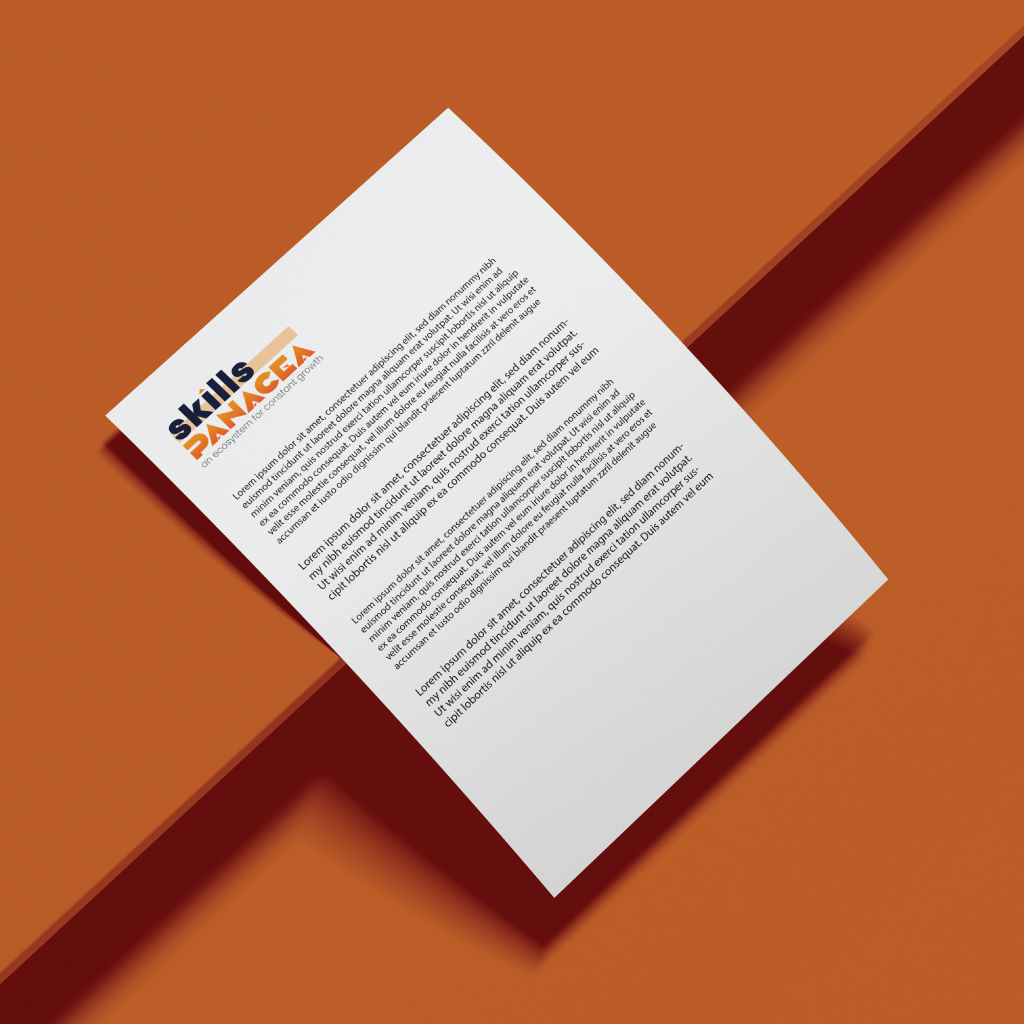 skills
PANACEA
an ecosystem for constant growth
Lorem ipsum dolor sit amet, consectetuer adipiscing elit, sed diam nonummy nibh
euismod tincidunt ut laoreet dolore magna aliquam erat volutpat. Ut wisi enim ad
minim veniam, quis nostrud exerci tation ullamcorper suscipit lobortis nisl ut aliquip
ex ea commodo consequat. Duis autem vel eum iriure dolor in hendrerit in vulputate
velit esse molestie consequat, vel illum dolore eu feugiat nulla facilisis at vero eros et
accumsan et iusto odio dignissim qui blandit praesent luptatum zzril delenit augue
Lorem ipsum dolor sit amet, consectetuer adipiscing elit, sed diam nonum-
my nibh euismod tincidunt ut laoreet dolore magna aliquam erat volutpat.
Ut wisi enim ad minim veniam, quis nostrud exerci tation ullamcorper sus-
cipit lobortis nisl ut aliquip ex ea commodo consequat. Duis autem vel eum
Lorem ipsum dolor sit amet, consectetuer adipiscing elit, sed diam nonummy nibh
euismod tincidunt ut laoreet dolore magna aliquam erat volutpat. Ut wisi enim ad
minim veniam, quis nostrud exerci tation ullamcorper suscipit lobortis nisl ut aliquip
ex ea commodo consequat. Duis autem vel eum iriure dolor in hendrerit in vulputate
velit esse molestie consequat, vel illum dolore eu feugiat nulla facilisis at vero eros et
accumsan et iusto odio dignissim qui blandit praesent luptatum zzril delenit augue
Lorem ipsum dolor sit amet, consectetuer adipiscing elit, sed diam nonum-
my nibh euismod tincidunt ut laoreet dolore magna aliquam erat volutpat.
Ut wisi enim ad minim veniam, quis nostrud exerci tation ullamcorper sus-
cipit lobortis nisl ut aliquip ex ea commodo consequat. Duis autem vel eum